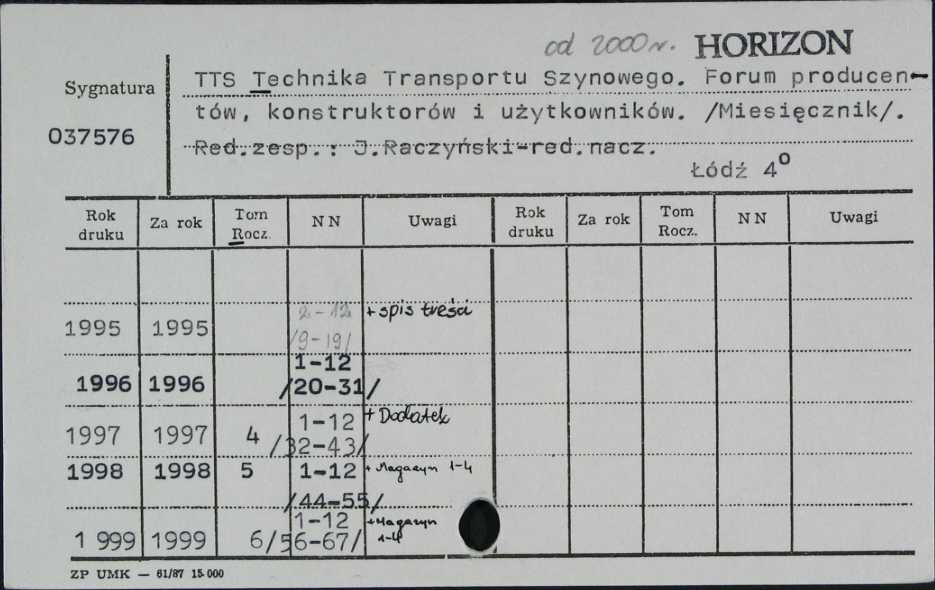 od 2000 r. HORIZON
Sygnatura
037576
TTS Technika Transportu Szynowego. Forum producen-
tów, konstruktorów i użytkowników. /Miesięcznik/.
Red.zesp.: J.Raczyński-red.nacz.
Łódź 4°
Rok druku Za rok Tom Rocz. NN Uwagi Rok druku Za rok Tom Rocz. NN Uwagi
1995 1995 2-12 + spis treści
/9-19/
1996 1996 1-12
/20-31/
1997 1997 4 1-12 + Dodatek
/32-43/
1998 1998 5 1-12 + Magazyn 1-4
/44-55/
1999 1999 6 1-12 + Magazyn
/56-67/ 1-4
ZP UMK — 61/87 15·000